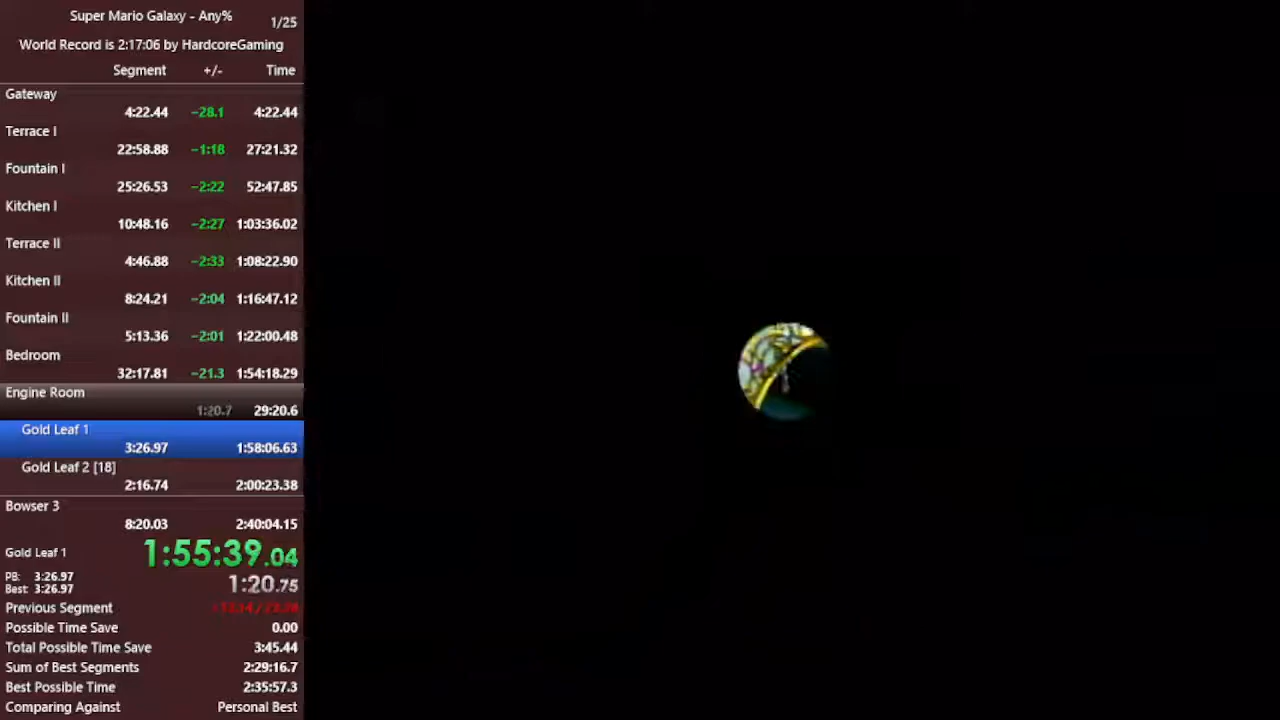 Super Mario Galaxy - Any%
1/25
World Record is 2:17:06 by HardcoreGaming
Segment +/- Time
Gateway
4:22.44 −28.1 4:22.44
Terrace I
22:58.88 −1:18 27:21.32
Fountain I
25:26.53 −2:22 52:47.85
Kitchen I
10:48.16 −2:27 1:03:36.02
Terrace II
4:46.88 −2:33 1:08:22.90
Kitchen II
8:24.21 −2:04 1:16:47.12
Fountain II
5:13.36 −2:01 1:22:00.48
Bedroom
32:17.81 −21.3 1:54:18.29
Engine Room
1:20.7 29:20.6
Gold Leaf 1
3:26.97 1:58:06.63
Gold Leaf 2 [18]
2:16.74 2:00:23.38
Bowser 3
8:20.03 2:40:04.15
Gold Leaf 1 1:55:39.04
PB: 3:26.97
Best: 3:26.97 1:20.75
Previous Segment
Possible Time Save 0.00
Total Possible Time Save 3:45.44
Sum of Best Segments 2:29:16.7
Best Possible Time 2:35:57.3
Comparing Against Personal Best